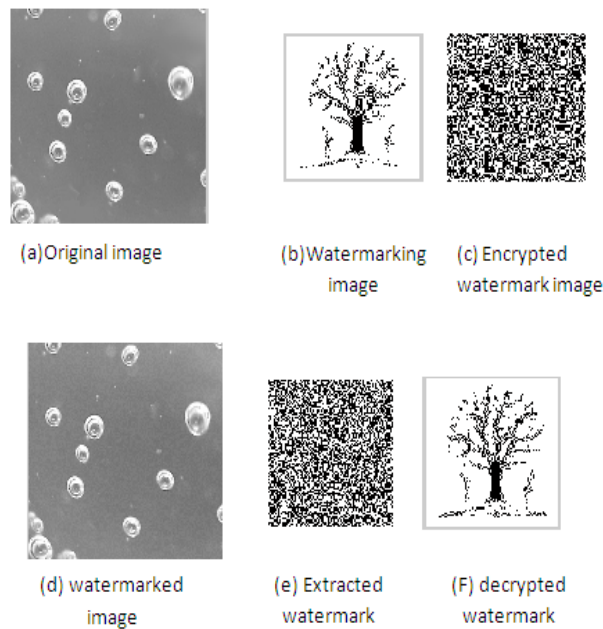 (a)Original image
(b)Watermarking
image
(c) Encrypted
watermark image
(d) watermarked
image
(e) Extracted
watermark
(F) decrypted
watermark